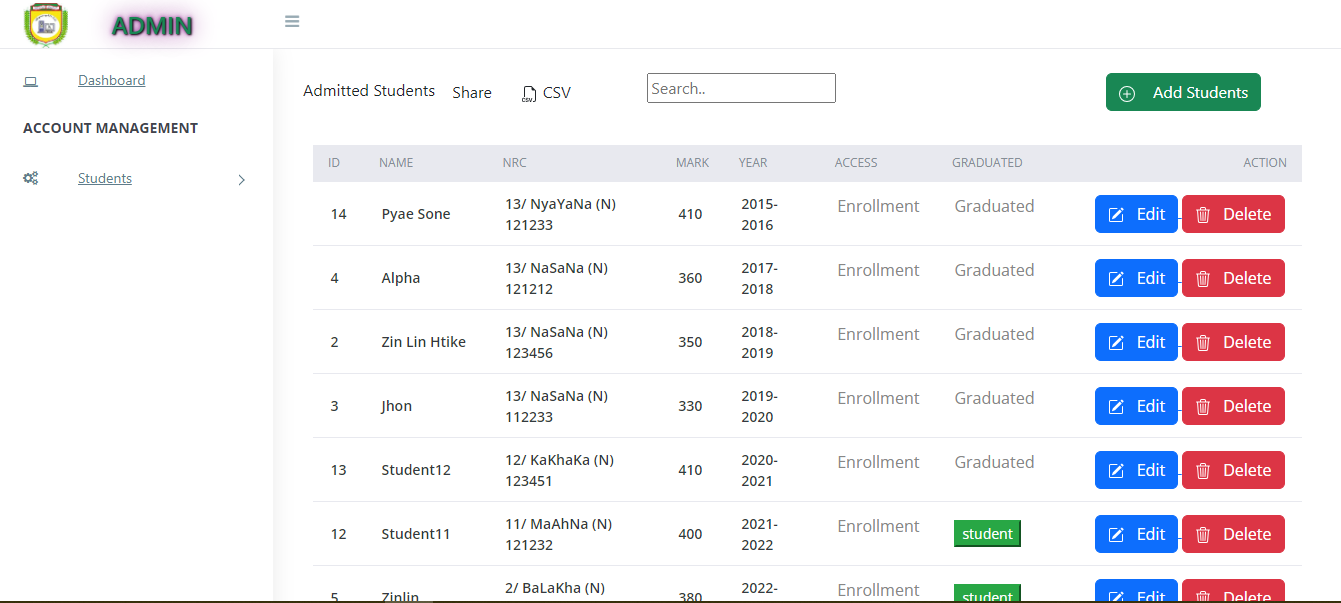 ADMIN
Dashboard
ACCOUNT MANAGEMENT
Students
Admitted Students Share CSV Search.. Add Students
ID NAME NRC MARK YEAR ACCESS GRADUATED ACTION
14 Pyae Sone 13/ NyaYaNa (N) 410 2015- Enrollment Graduated Edit Delete
121233 2016
4 Alpha 13/ NaSaNa (N) 360 2017- Enrollment Graduated Edit Delete
121212 2018
2 Zin Lin Htike 13/ NaSaNa (N) 350 2018- Enrollment Graduated Edit Delete
123456 2019
3 Jhon 13/ NaSaNa (N) 330 2019- Enrollment Graduated Edit Delete
112233 2020
13 Student12 12/ KaKhaKa (N) 410 2020- Enrollment Graduated Edit Delete
123451 2021
12 Student11 11/ MaAhNa (N) 400 2021- Enrollment student Edit Delete
121232 2022
5 Zinlin 2/ BaLaKha (N) 380 2022- Enrollment student Edit Delete